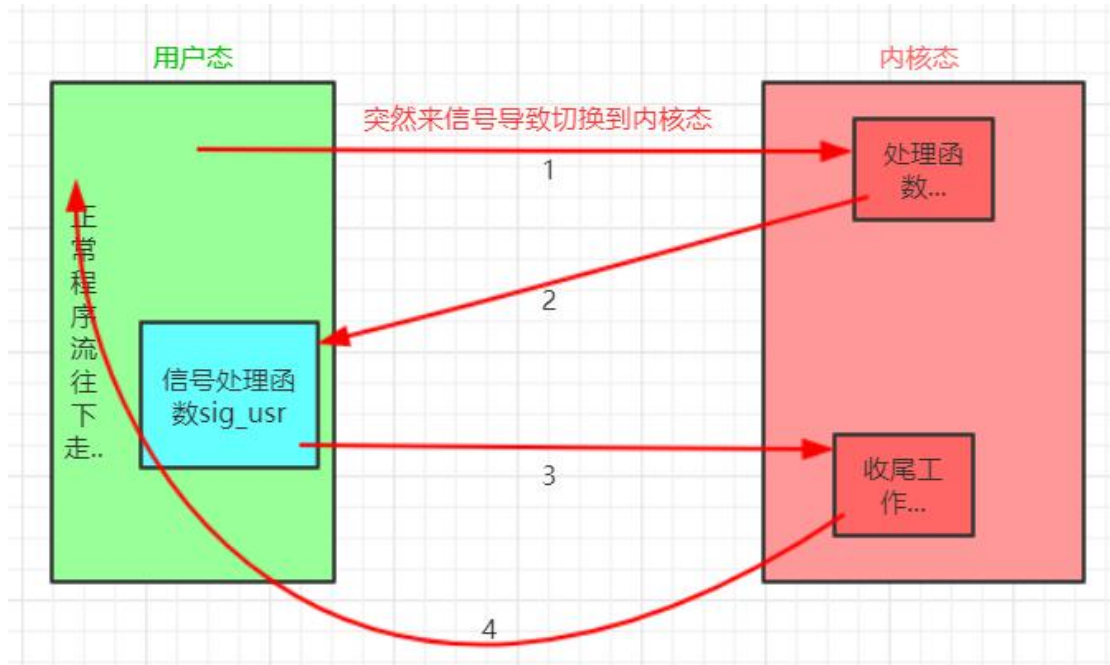 用户态
内核态
突然来信号导致切换到内核态
1
处理函
数...
2
正常程序流往下走..
信号处理函
数sig_usr
3
收尾工
作...
4